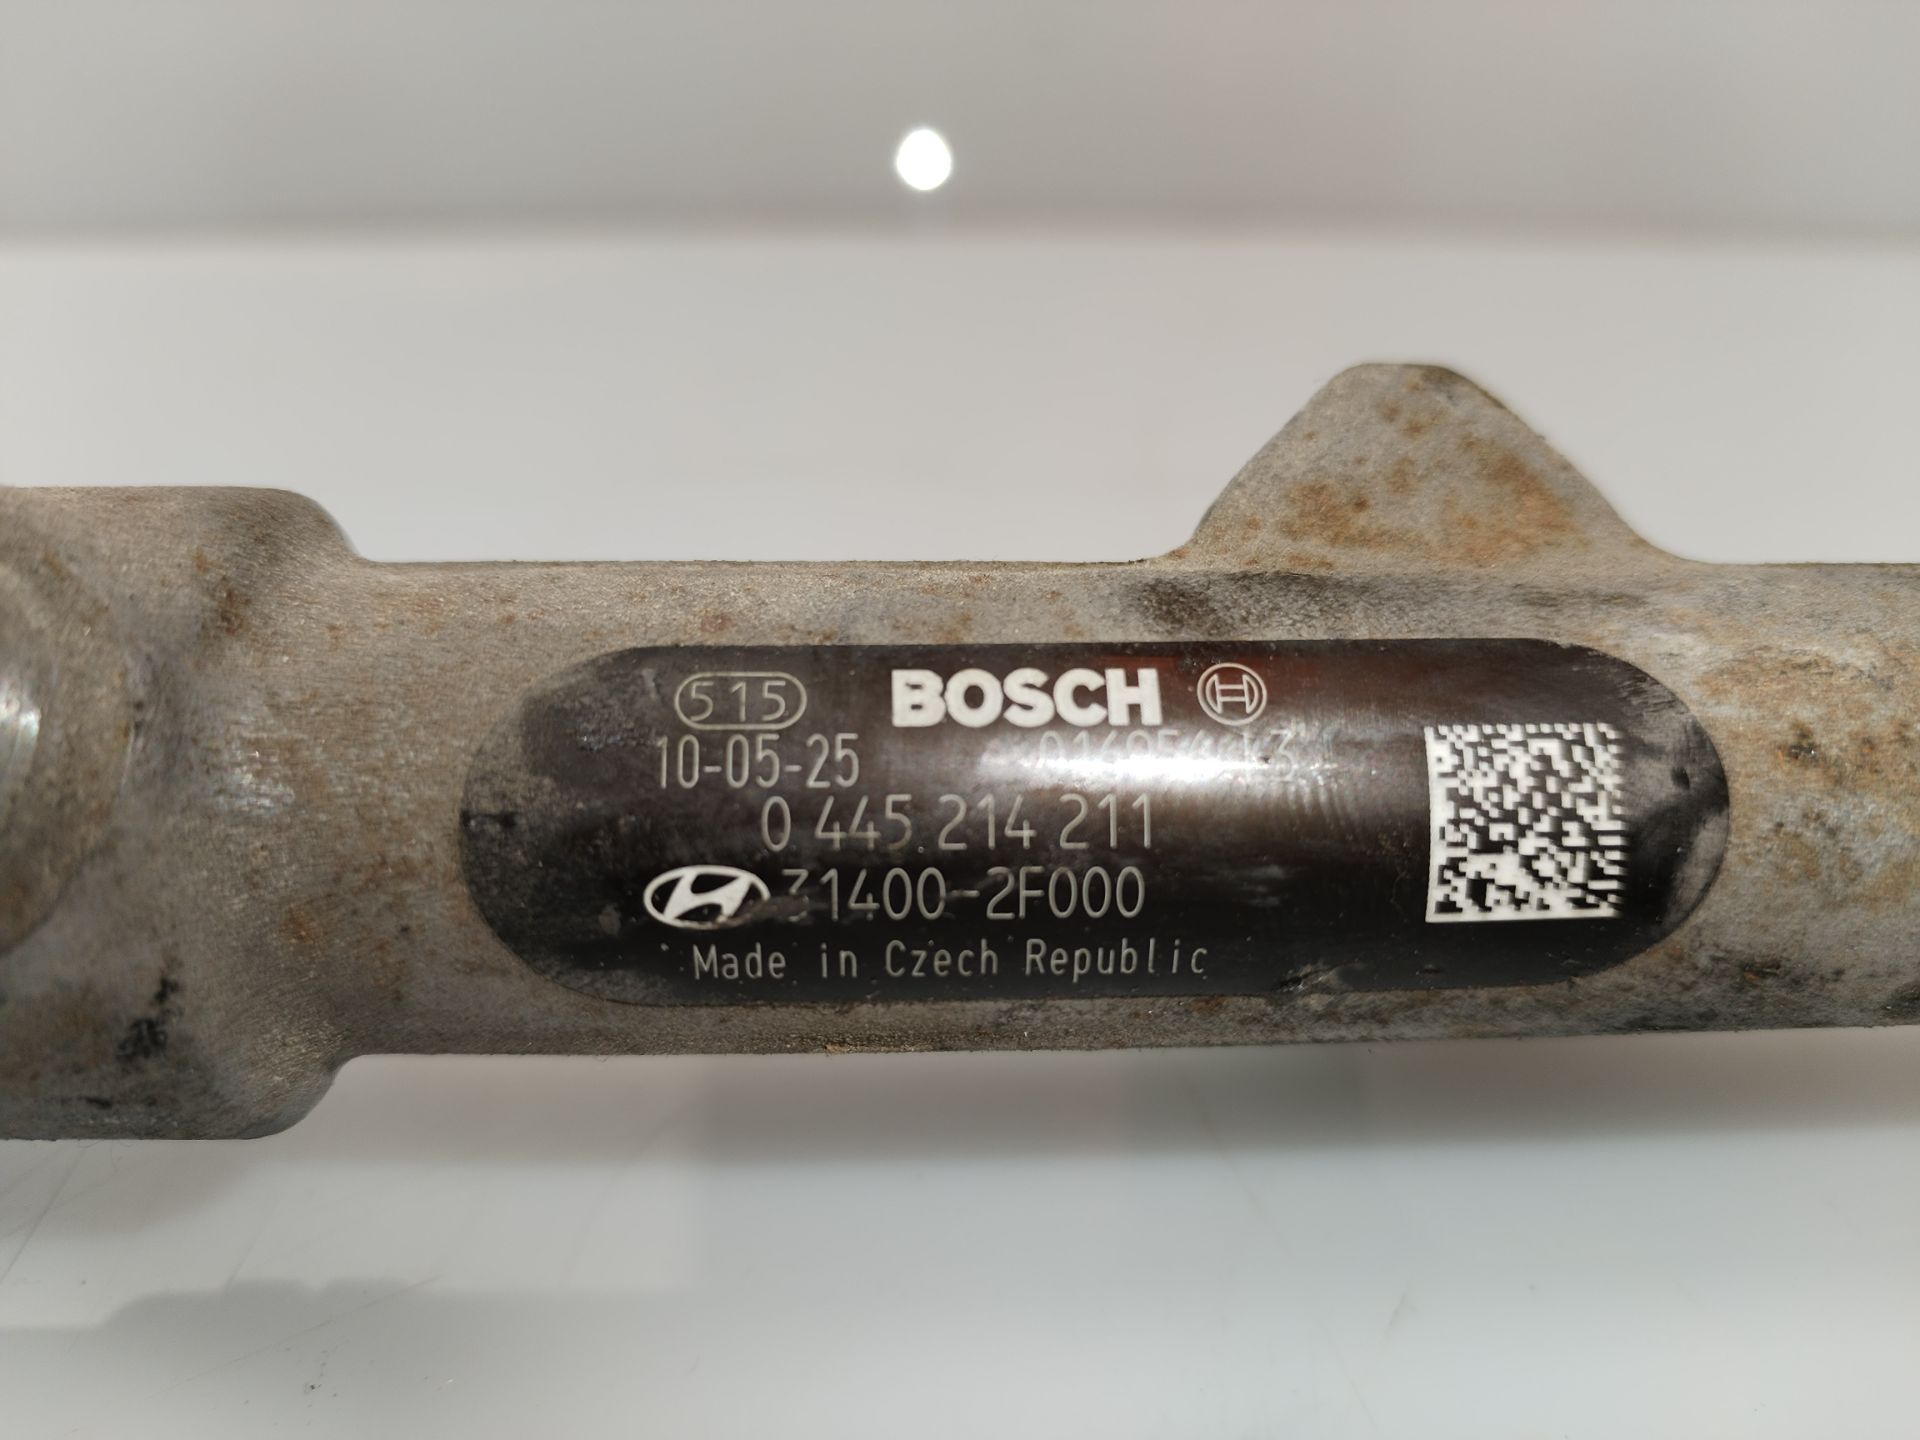 515 BOSCH
10-05-25
0 445 214 211
31400-2F000
Made in Czech Republic